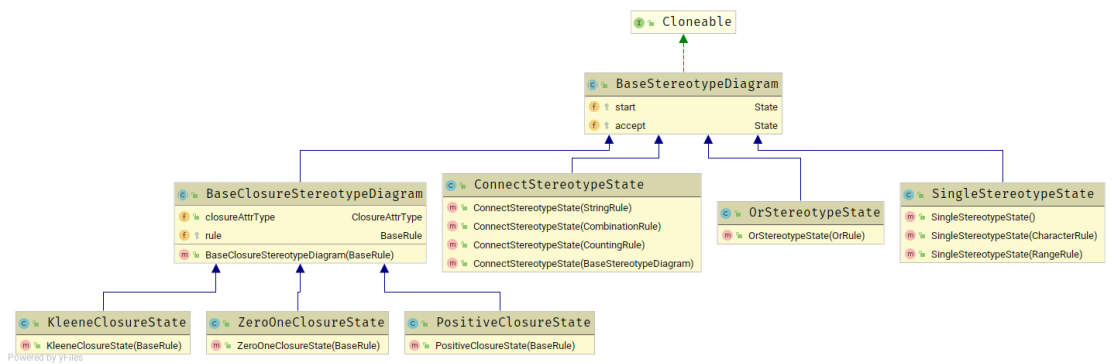 Cloneable
BaseStereotypeDiagram
start State
accept State
BaseClosureStereotypeDiagram
closureAttrType ClosureAttrType
rule BaseRule
BaseClosureStereotypeDiagram(BaseRule)
ConnectStereotypeState
ConnectStereotypeState(StringRule)
ConnectStereotypeState(CombinationRule)
ConnectStereotypeState(CountingRule)
ConnectStereotypeState(BaseStereotypeDiagram)
OrStereotypeState
OrStereotypeState(OrRule)
SingleStereotypeState
SingleStereotypeState()
SingleStereotypeState(CharacterRule)
SingleStereotypeState(RangeRule)
KleeneClosureState
KleeneClosureState(BaseRule)
ZeroOneClosureState
ZeroOneClosureState(BaseRule)
PositiveClosureState
PositiveClosureState(BaseRule)
Powered by yFiles